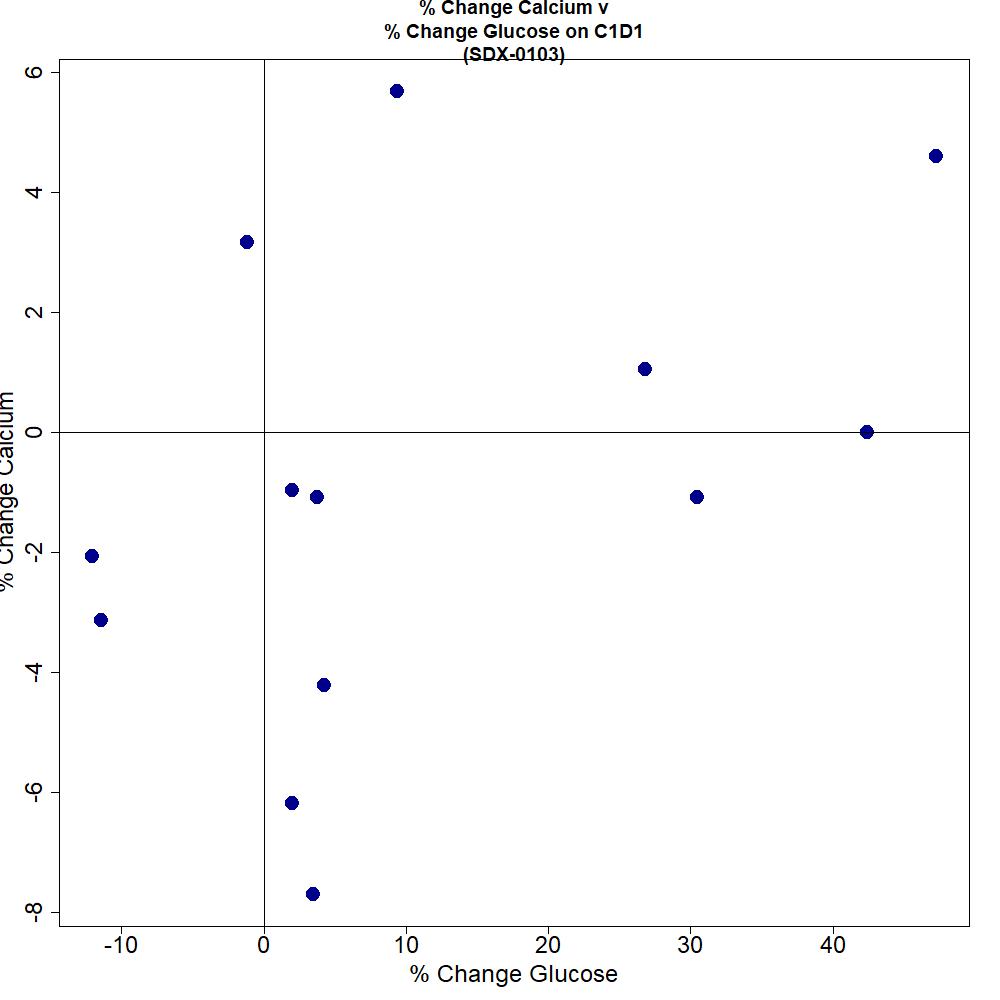 % Change Calcium v
% Change Glucose on C1D1
(SDX-0103)
% Change Calcium
6
4
2
0
-2
-4
-6
-8
-10
0
10
20
30
40
% Change Glucose